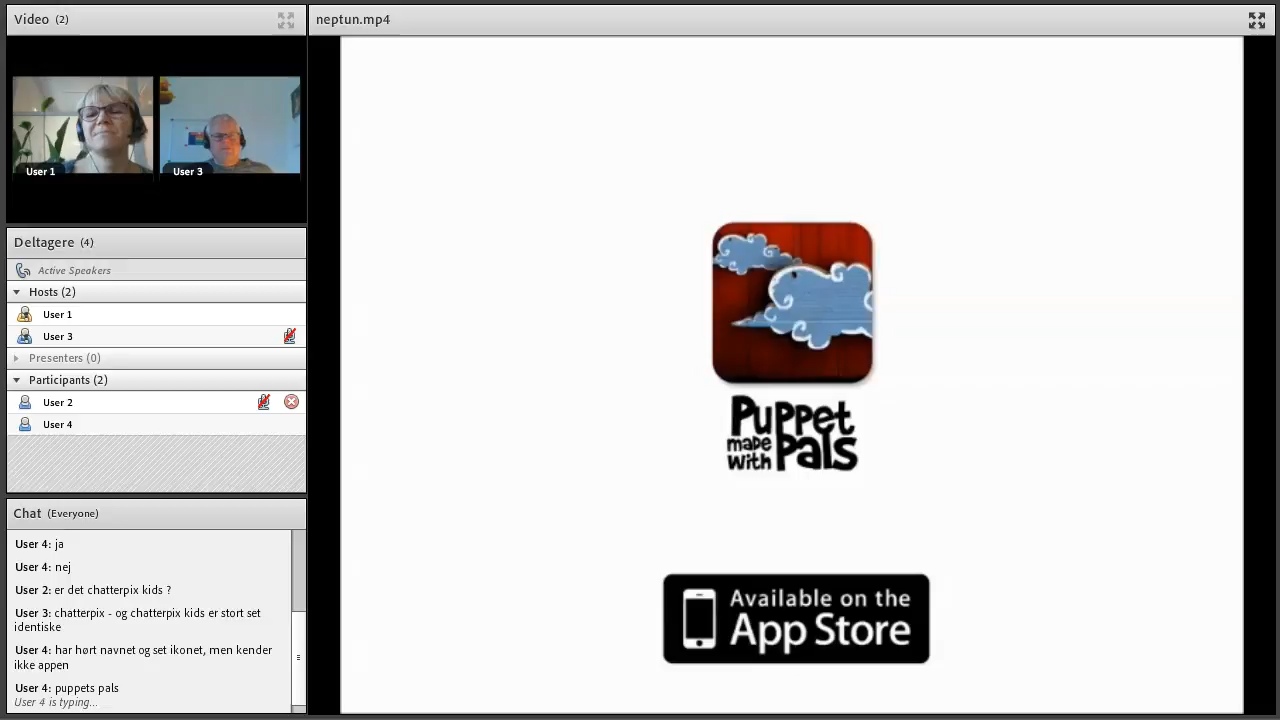 Video (2)
User 1
User 3
Deltagere (4)
Active Speakers
Hosts (2)
User 1
User 3
Presenters (0)
Participants (2)
User 2
User 4
Chat (Everyone)
User 4: ja
User 4: nej
User 2: er det chatterpix kids ?
User 3: chatterpix - og chatterpix kids er stort set
identiske
User 4: har hørt navnet og set ikonet, men kender
ikke appen
User 4: puppets pals
User 4 is typing...
neptun.mp4
Puppet
made with
Pals
Available on the
App Store